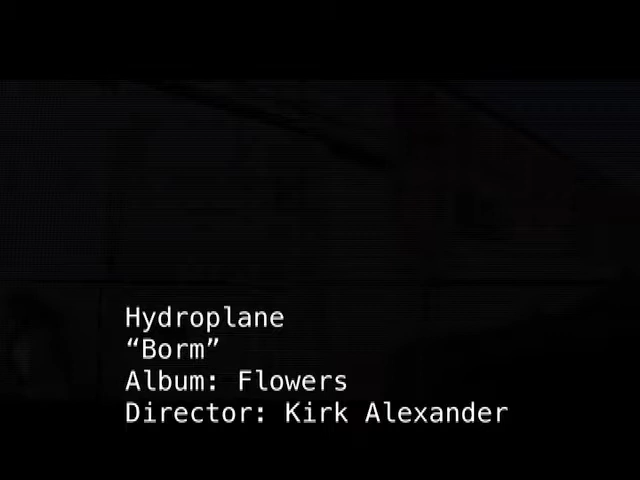 Hydroplane
“Borm”
Album: Flowers
Director: Kirk Alexander